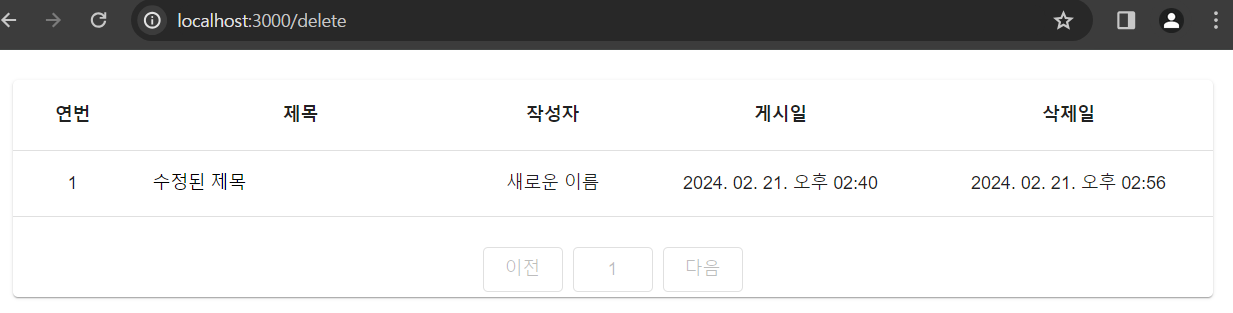 localhost:3000/delete
연번 제목 작성자 게시일 삭제일
1 수정된 제목 새로운 이름 2024. 02. 21. 오후 02:40 2024. 02. 21. 오후 02:56
이전 1 다음